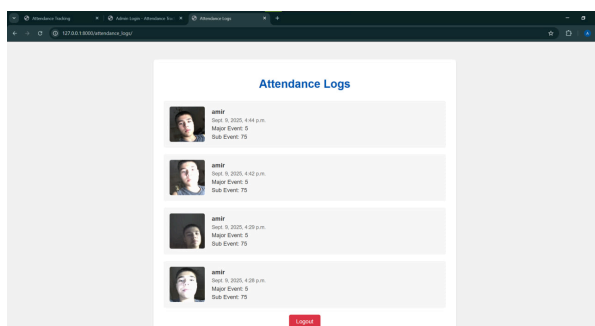 Attendance Tracking
Admin Login - Attendance Trac
Attendance Logs
127.0.0.1:8000/attendance_logs/
Attendance Logs
amir
Sept. 9, 2025, 4:44 p.m.
Major Event: 5
Sub Event: 75
amir
Sept. 9, 2025, 4:42 p.m.
Major Event: 5
Sub Event: 75
amir
Sept. 9, 2025, 4:29 p.m.
Major Event: 5
Sub Event: 75
amir
Sept. 9, 2025, 4:28 p.m.
Major Event: 5
Sub Event: 75
Logout